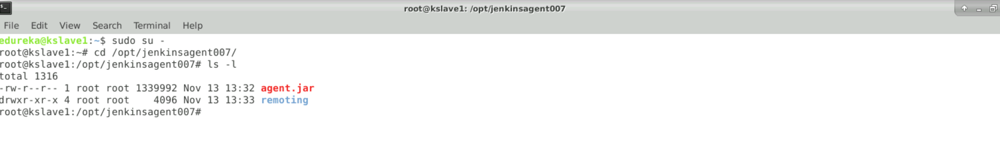 root@kslave1: /opt/jenkinsagent007
File Edit View Search Terminal Help
edureka@kslave1:~$ sudo su -
root@kslave1:~# cd /opt/jenkinsagent007/
root@kslave1:/opt/jenkinsagent007# ls -l
total 1316
-rw-r--r-- 1 root root 1339992 Nov 13 13:32 agent.jar
drwxr-xr-x 4 root root    4096 Nov 13 13:33 remoting
root@kslave1:/opt/jenkinsagent007#